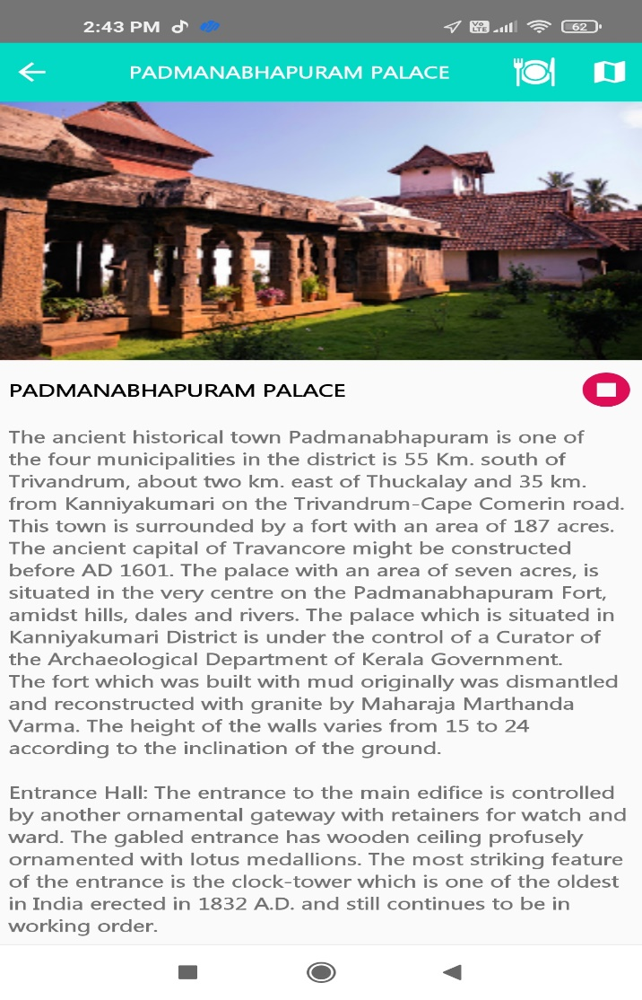 2:43 PM
Vo
LTE
62
PADMANABHAPURAM PALACE
PADMANABHAPURAM PALACE
The ancient historical town Padmanabhapuram is one of
the four municipalities in the district is 55 Km. south of
Trivandrum, about two km. east of Thuckalay and 35 km.
from Kanniyakumari on the Trivandrum-Cape Comerin road.
This town is surrounded by a fort with an area of 187 acres.
The ancient capital of Travancore might be constructed
before AD 1601. The palace with an area of seven acres, is
situated in the very centre on the Padmanabhapuram Fort,
amidst hills, dales and rivers. The palace which is situated in
Kanniyakumari District is under the control of a Curator of
the Archaeological Department of Kerala Government.
The fort which was built with mud originally was dismantled
and reconstructed with granite by Maharaja Marthanda
Varma. The height of the walls varies from 15 to 24
according to the inclination of the ground.
Entrance Hall: The entrance to the main edifice is controlled
by another ornamental gateway with retainers for watch and
ward. The gabled entrance has wooden ceiling profusely
ornamented with lotus medallions. The most striking feature
of the entrance is the clock-tower which is one of the oldest
in India erected in 1832 A.D. and still continues to be in
working order.